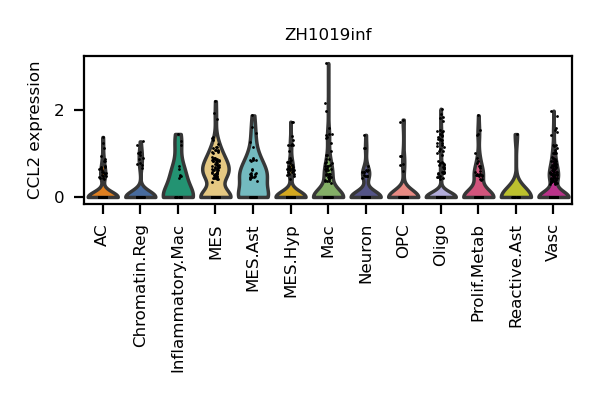 ZH1019inf
CCL2 expression
2
0
AC
Chromatin.Reg
Inflammatory.Mac
MES
MES.Ast
MES.Hyp
Mac
Neuron
OPC
Oligo
Prolif.Metab
Reactive.Ast
Vasc